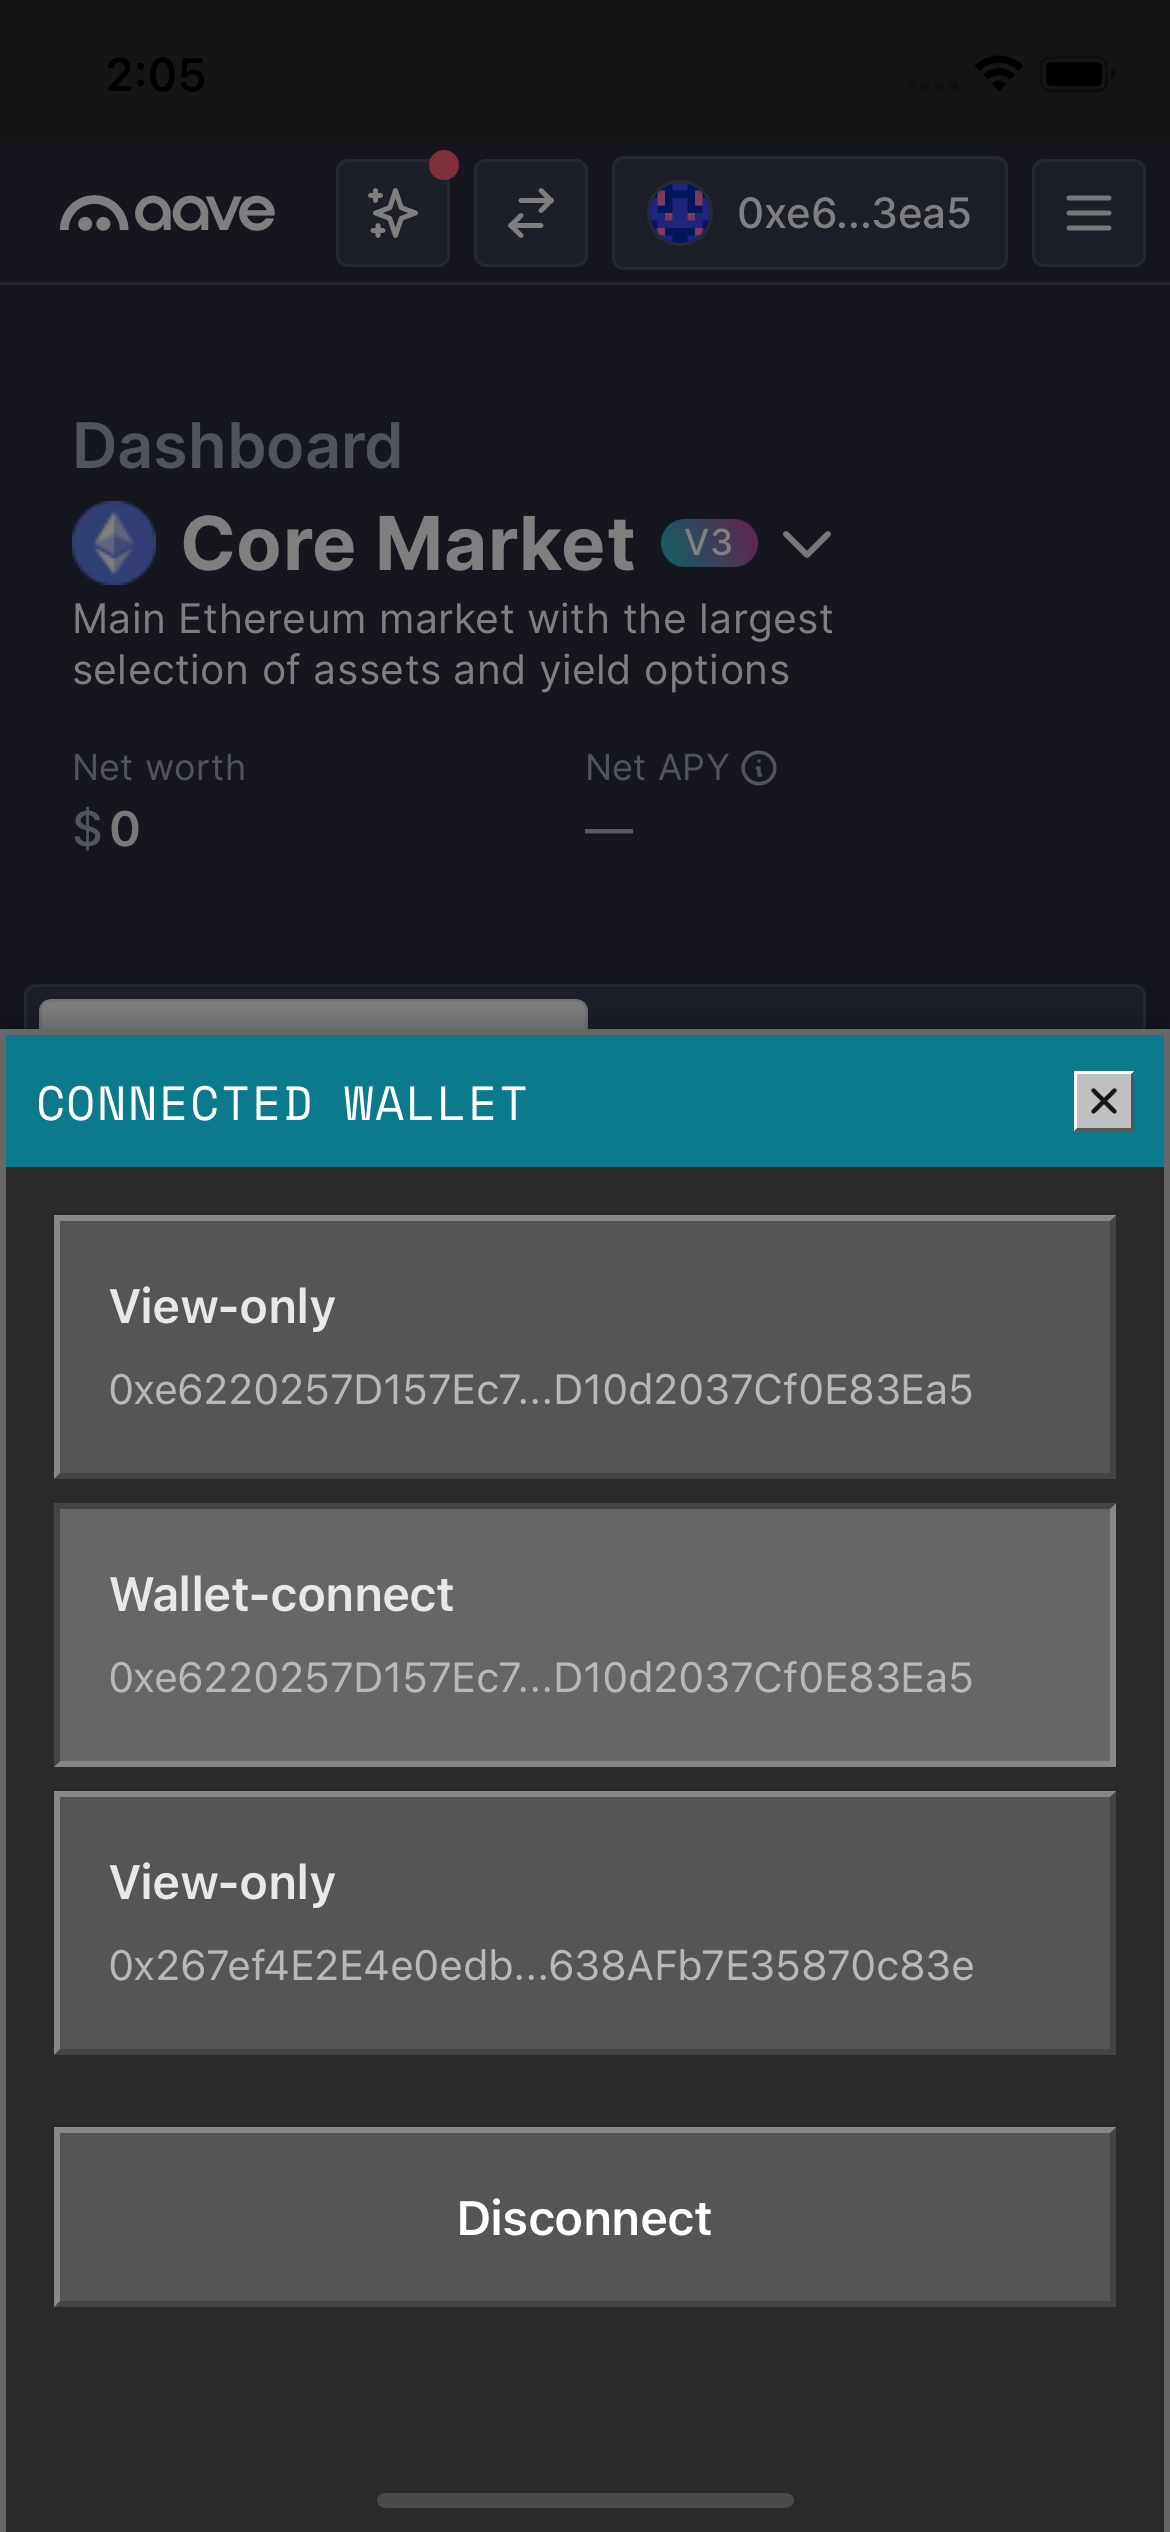 2:05
aave
0xe6...3ea5
Dashboard
Core Market V3
Main Ethereum market with the largest
selection of assets and yield options
Net worth
Net APY
$ 0
—
CONNECTED WALLET
View-only
0xe6220257D157Ec7...D10d2037Cf0E83Ea5
Wallet-connect
0xe6220257D157Ec7...D10d2037Cf0E83Ea5
View-only
0x267ef4E2E4e0edb...638AFb7E35870c83e
Disconnect